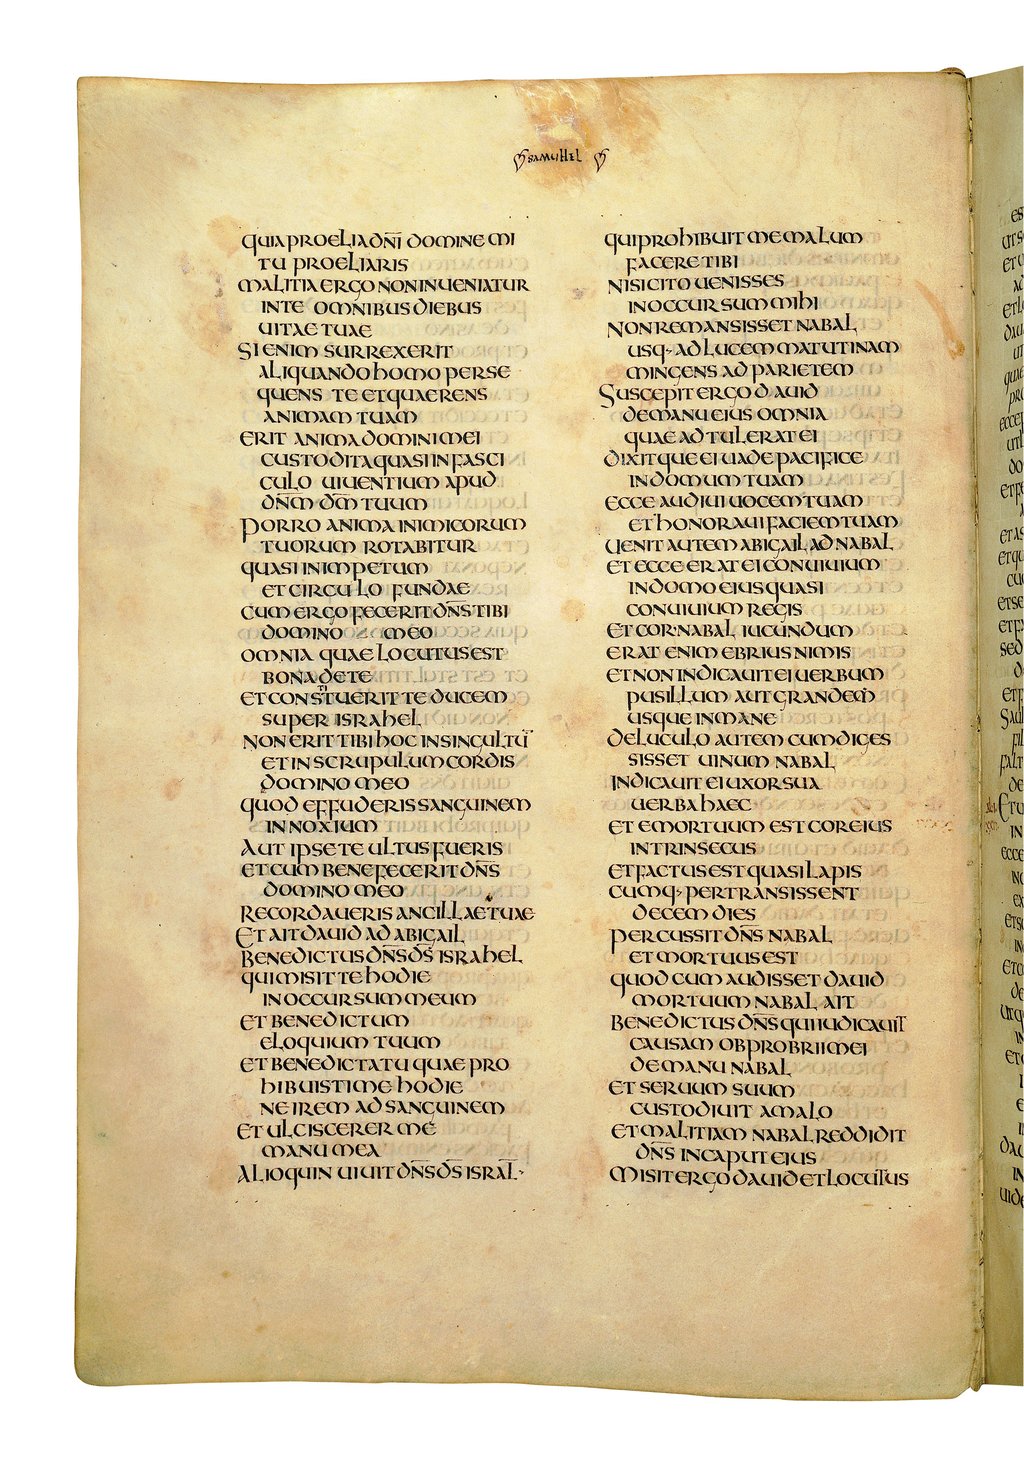 SAMUHEL
QUIA PROELIA DN̄I DOMINE MI
TU PROELIARIS
MALITIA ERGO NON INUENIATUR
IN TE OMNIBUS DIEBUS
UITAE TUAE
SI ENIM SURREXERIT
ALIQUANDO HOMO PERSE
QUENS TE ET QUAERENS
ANIMAM TUAM
ERIT ANIMA DOMINI MEI
CUSTODITA QUASI IN FASCI
CULO UIUENTIUM APUD
DN̄M DM̄ TUUM
PORRO ANIMA INIMICORUM
TUORUM ROTABITUR
QUASI IN IMPETUM
ET CIRCULO FUNDAE
CUM ERGO FECERIT DN̄S TIBI
DOMINO MEO
OMNIA QUAE LOCUTUS EST
BONA DE TE
ET CONSTITUERIT TE DUCEM
SUPER ISRAHEL
NON ERIT TIBI HOC IN SINGULTŪ
ET IN SCRUPULUM CORDIS
DOMINO MEO
QUOD EFFUDERIS SANGUINEM
INNOXIUM
AUT IPSE TE ULTUS FUERIS
ET CUM BENEFECERIT DN̄S
DOMINO MEO
RECORDAUERIS ANCILLAE TUAE
ET AIT DAUID AD ABIGAIL
BENEDICTUS DN̄S D̄S ISRAHEL
QUI MISIT TE HODIE
IN OCCURSUM MEUM
ET BENEDICTUM
ELOQUIUM TUUM
ET BENEDICTA TU QUAE PRO
HIBUISTI ME HODIE
NE IREM AD SANGUINEM
ET ULCISCERER ME
MANU MEA
ALIOQUIN UIUIT DN̄S D̄S ISRAL·
QUI PROHIBUIT ME MALUM
FACERE TIBI
NISI CITO UENISSES
IN OCCURSUM MIHI
NON REMANSISSET NABAL
USQ· AD LUCEM MATUTINAM
MINGENS AD PARIETEM
SUSCEPIT ERGO DAUID
DE MANU EIUS OMNIA
QUAE ADTULERAT EI
DIXITQUE EI UADE PACIFICE
IN DOMUM TUAM
ECCE AUDIUI UOCEM TUAM
ET HONORAUI FACIEM TUAM
UENIT AUTEM ABIGAIL AD NABAL
ET ECCE ERAT EI CONUIUIUM
IN DOMO EIUS QUASI
CONUIUIUM REGIS
ET COR·NABAL IUCUNDUM
ERAT ENIM EBRIUS NIMIS
ET NON INDICAUIT EI UERBUM
PUSILLUM AUT GRANDEM
USQUE IN MANE
DELUCULO AUTEM CUM DIGES
SISSET UINUM NABAL
INDICAUIT EI UXOR SUA
UERBA HAEC
ET EMORTUUM EST COR EIUS
INTRINSECUS
ET FACTUS EST QUASI LAPIS
CUMQ· PERTRANSISSENT
DECEM DIES
PERCUSSIT DN̄S NABAL
ET MORTUUS EST
QUOD CUM AUDISSET DAUID
MORTUUM NABAL AIT
BENEDICTUS DN̄S QUI IUDICAUIT
CAUSAM OBPROBRII MEI
DE MANU NABAL
ET SERUUM SUUM
CUSTODIUIT A MALO
ET MALITIAM NABAL REDDIDIT
DN̄S IN CAPUT EIUS
MISIT ERGO DAUID ET LOCUTUS